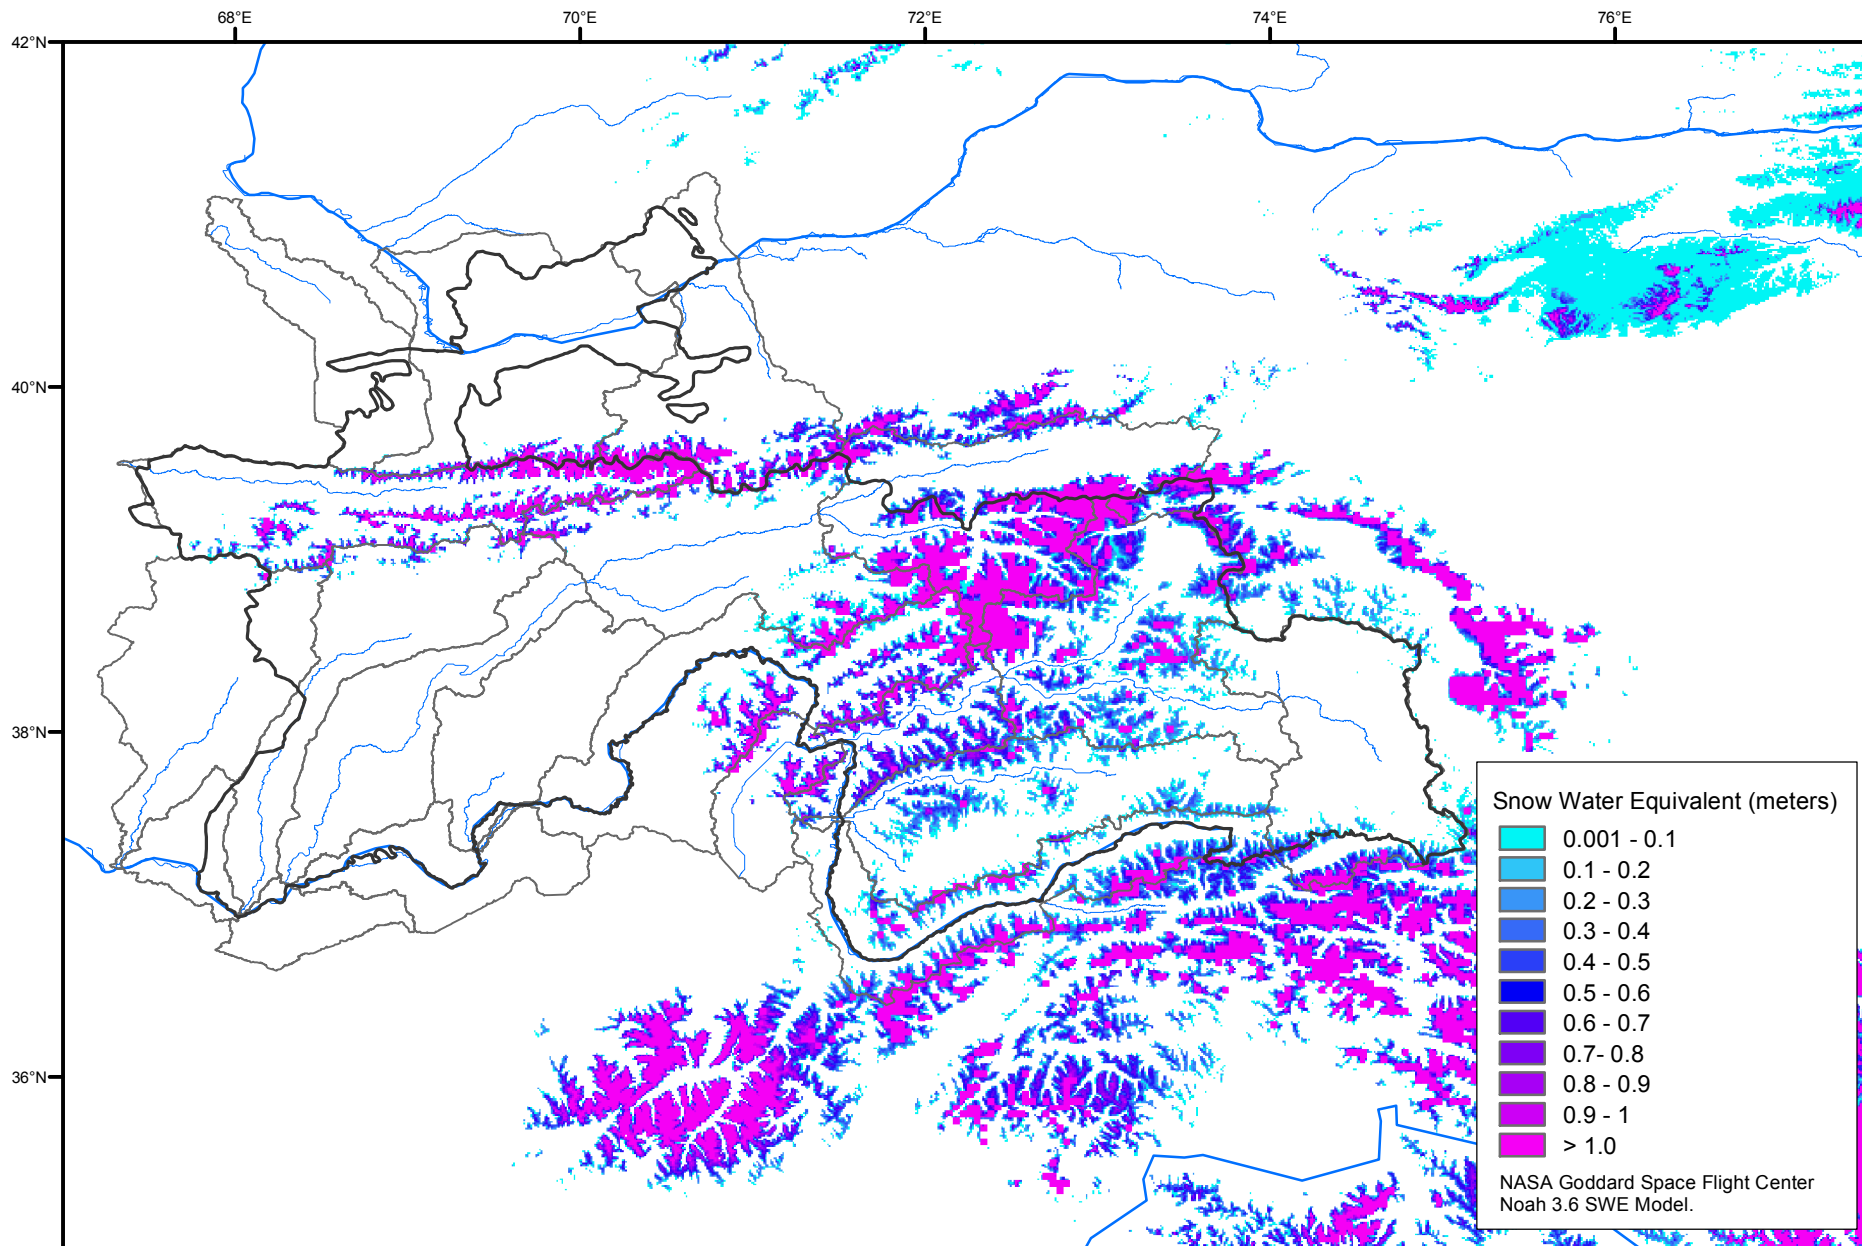 68°E 70°E 72°E 74°E 76°E
42°N
40°N
38°N
36°N
Snow Water Equivalent (meters)
0.001 - 0.1
0.1 - 0.2
0.2 - 0.3
0.3 - 0.4
0.4 - 0.5
0.5 - 0.6
0.6 - 0.7
0.7- 0.8
0.8 - 0.9
0.9 - 1
> 1.0
NASA Goddard Space Flight Center
Noah 3.6 SWE Model.